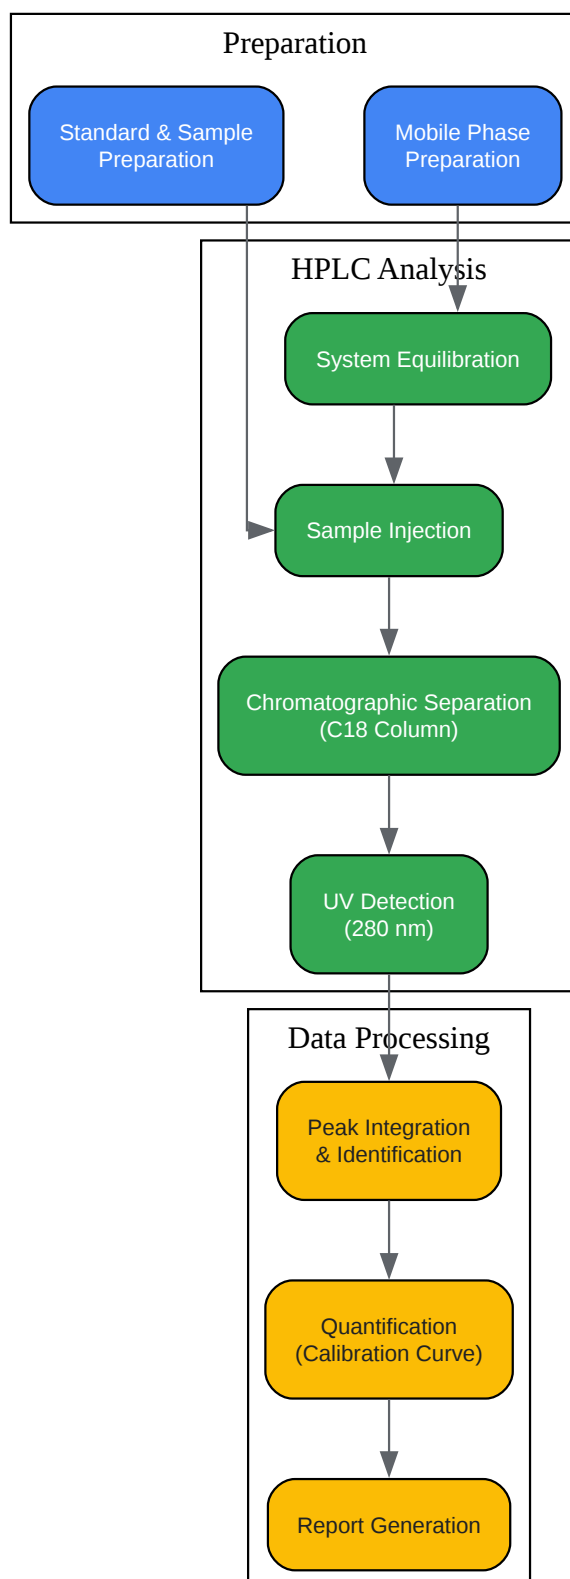 Preparation
Standard & Sample
Preparation
Mobile Phase
Preparation
HPLC Analysis
System Equilibration
Sample Injection
Chromatographic Separation
(C18 Column)
UV Detection
(280 nm)
Data Processing
Peak Integration
& Identification
Quantification
(Calibration Curve)
Report Generation